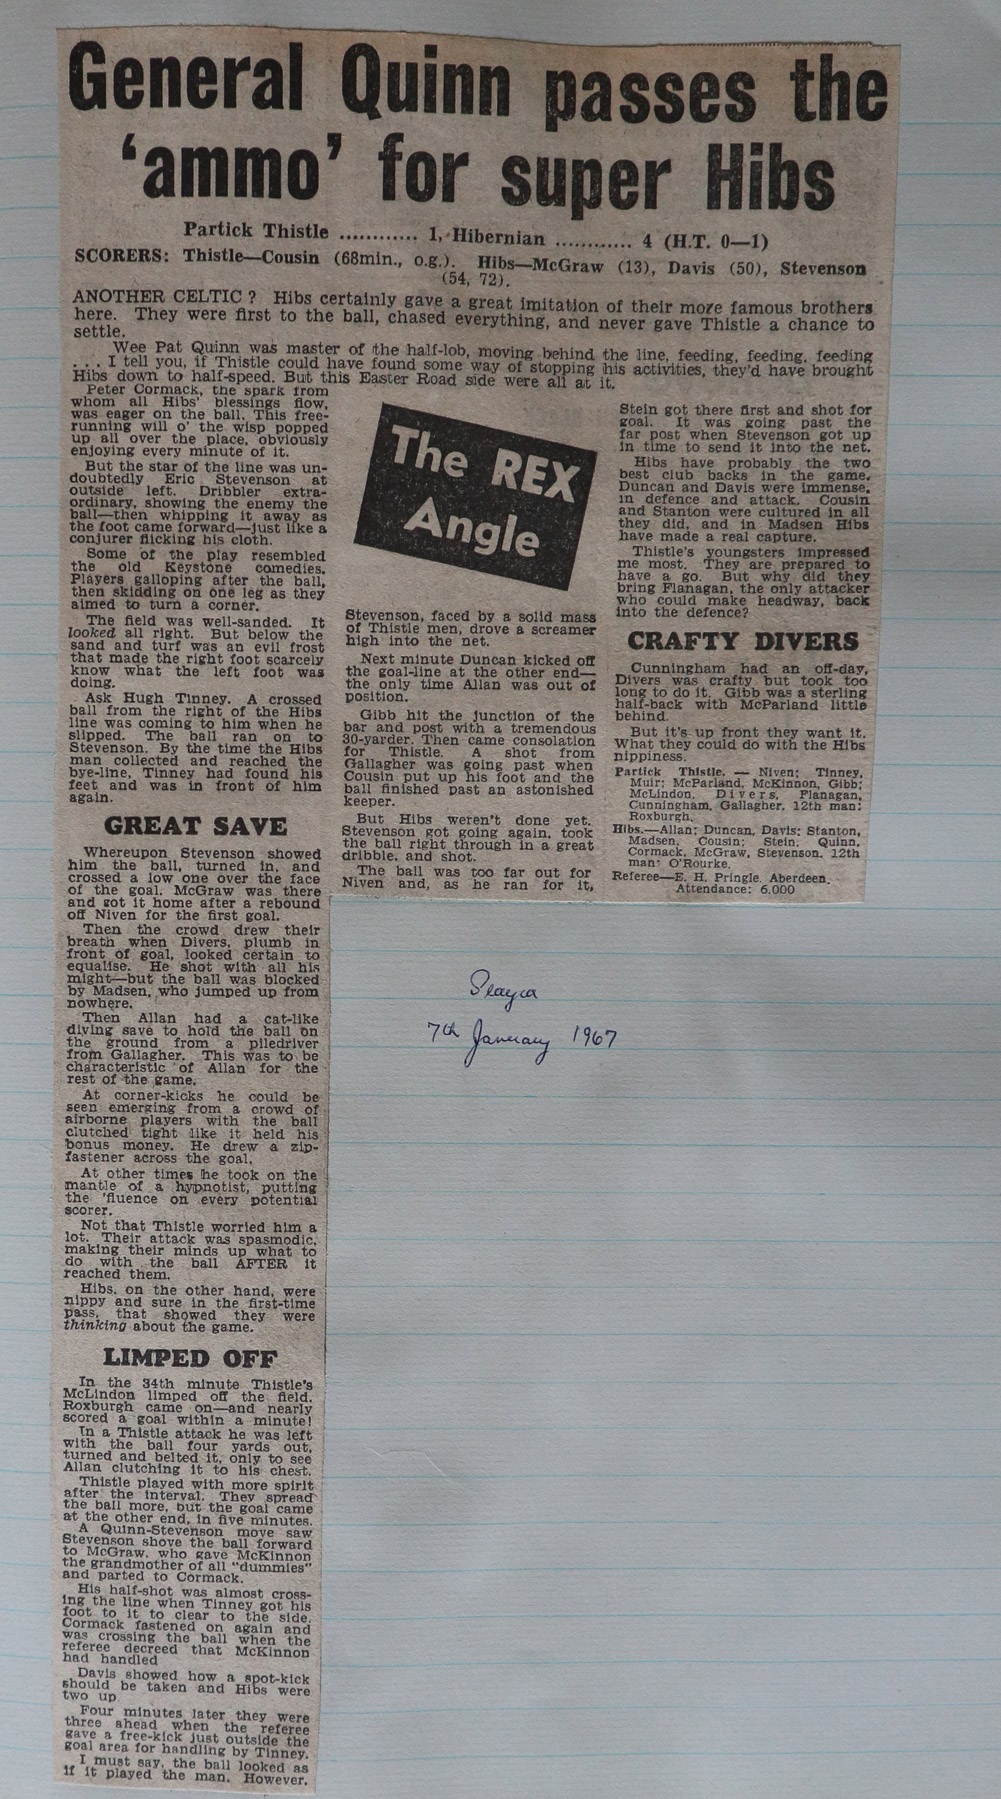 General Quinn passes the
'ammo' for super Hibs
Partick Thistle ............ 1, Hibernian ............ 4 (H.T. 0—1)
SCORERS: Thistle—Cousin (68min., o.g.). Hibs—McGraw (13), Davis (50), Stevenson
(54, 72).
ANOTHER CELTIC? Hibs certainly gave a great imitation of their more famous brothers
here. They were first to the ball, chased everything, and never gave Thistle a chance to
settle.
Wee Pat Quinn was master of the half-lob, moving behind the line, feeding, feeding, feeding
. . . I tell you, if Thistle could have found some way of stopping his activities, they'd have brought
Hibs down to half-speed. But this Easter Road side were all at it.
Peter Cormack, the spark from
whom all Hibs' blessings flow,
was eager on the ball. This free-
running will o' the wisp popped
up all over the place, obviously
enjoying every minute of it.
But the star of the line was un-
doubtedly Eric Stevenson at
outside left. Dribbler extra-
ordinary, showing the enemy the
ball—then whipping it away as
the foot came forward—just like a
conjurer flicking his cloth.
Some of the play resembled
the old Keystone comedies.
Players galloping after the ball,
then skidding on one leg as they
aimed to turn a corner.
The field was well-sanded. It
looked all right. But below the
sand and turf was an evil frost
that made the right foot scarcely
know what the left foot was
doing.
Ask Hugh Tinney. A crossed
ball from the right of the Hibs
line was coming to him when he
slipped. The ball ran on to
Stevenson. By the time the Hibs
man collected and reached the
bye-line, Tinney had found his
feet and was in front of him
again.
GREAT SAVE
Whereupon Stevenson showed
him the ball, turned in, and
crossed a low one over the face
of the goal. McGraw was there
and got it home after a rebound
off Niven for the first goal.
Then the crowd drew their
breath when Divers, plumb in
front of goal, looked certain to
equalise. He shot with all his
might—but the ball was blocked
by Madsen, who jumped up from
nowhere.
Then Allan had a cat-like
diving save to hold the ball on
the ground from a piledriver
from Gallagher. This was to be
characteristic of Allan for the
rest of the game.
At corner-kicks he could be
seen emerging from a crowd of
airborne players with the ball
clutched tight like it held his
bonus money. He drew a zip-
fastener across the goal.
At other times he took on the
mantle of a hypnotist, putting
the 'fluence on every potential
scorer.
Not that Thistle worried him a
lot. Their attack was spasmodic,
making their minds up what to
do with the ball AFTER it
reached them.
Hibs, on the other hand, were
nippy and sure in the first-time
pass, that showed they were
thinking about the game.
LIMPED OFF
In the 34th minute Thistle's
McLindon limped off the field.
Roxburgh came on—and nearly
scored a goal within a minute!
In a Thistle attack he was left
with the ball four yards out,
turned and belted it, only to see
Allan clutching it to his chest.
Thistle played with more spirit
after the interval. They spread
the ball more, but the goal came
at the other end, in five minutes.
A Quinn-Stevenson move saw
Stevenson shove the ball forward
to McGraw, who gave McKinnon
the grandmother of all "dummies"
and parted to Cormack.
His half-shot was almost cross-
ing the line when Tinney got his
foot to it to clear to the side.
Cormack fastened on again and
was crossing the ball when the
referee decreed that McKinnon
had handled
Davis showed how a spot-kick
should be taken and Hibs were
two up
Four minutes later they were
three ahead when the referee
gave a free-kick just outside the
goal area for handling by Tinney.
I must say, the ball looked as
if it played the man. However,
The REX
Angle
Stevenson, faced by a solid mass
of Thistle men, drove a screamer
high into the net.
Next minute Duncan kicked off
the goal-line at the other end—
the only time Allan was out of
position.
Gibb hit the junction of the
bar and post with a tremendous
30-yarder. Then came consolation
for Thistle. A shot from
Gallagher was going past when
Cousin put up his foot and the
ball finished past an astonished
keeper.
But Hibs weren't done yet.
Stevenson got going again, took
the ball right through in a great
dribble, and shot.
The ball was too far out for
Niven and, as he ran for it,
Stein got there first and shot for
goal. It was going past the
far post when Stevenson got up
in time to send it into the net.
Hibs have probably the two
best club backs in the game.
Duncan and Davis were immense,
in defence and attack. Cousin
and Stanton were cultured in all
they did, and in Madsen Hibs
have made a real capture.
Thistle's youngsters impressed
me most. They are prepared to
have a go. But why did they
bring Flanagan, the only attacker
who could make headway, back
into the defence?
CRAFTY DIVERS
Cunningham had an off-day,
Divers was crafty but took too
long to do it. Gibb was a sterling
half-back with McParland little
behind.
But it's up front they want it.
What they could do with the Hibs
nippiness.
Partick Thistle. — Niven; Tinney,
Muir; McParland, McKinnon, Gibb;
McLindon, Divers, Flanagan,
Cunningham, Gallagher. 12th man:
Roxburgh.
Hibs.—Allan; Duncan, Davis; Stanton,
Madsen, Cousin; Stein, Quinn,
Cormack, McGraw, Stevenson. 12th
man: O'Rourke.
Referee—E. H. Pringle, Aberdeen.
Attendance: 6,000
Played
7th January 1967